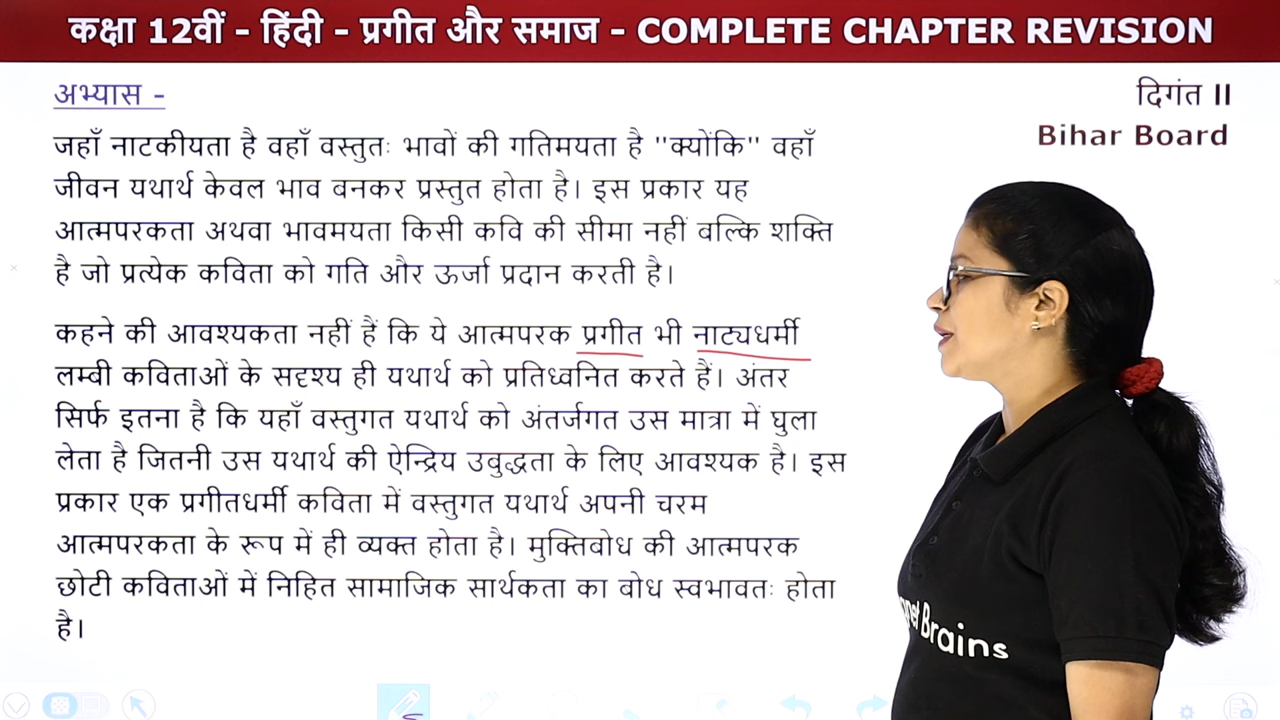 कक्षा 12वीं - हिंदी - प्रगीत और समाज - COMPLETE CHAPTER REVISION
अभ्यास -
दिगंत II
Bihar Board
जहाँ नाटकीयता है वहाँ वस्तुतः भावों की गतिमयता है "क्योंकि" वहाँ
जीवन यथार्थ केवल भाव बनकर प्रस्तुत होता है। इस प्रकार यह
आत्मपरकता अथवा भावमयता किसी कवि की सीमा नहीं बल्कि शक्ति
है जो प्रत्येक कविता को गति और ऊर्जा प्रदान करती है।
कहने की आवश्यकता नहीं हैं कि ये आत्मपरक प्रगीत भी नाट्यधर्मी
लम्बी कविताओं के सदृश्य ही यथार्थ को प्रतिध्वनित करते हैं। अंतर
सिर्फ इतना है कि यहाँ वस्तुगत यथार्थ को अंतर्जगत उस मात्रा में घुला
लेता है जितनी उस यथार्थ की ऐन्द्रिय उबुद्धता के लिए आवश्यक है। इस
प्रकार एक प्रगीतधर्मी कविता में वस्तुगत यथार्थ अपनी चरम
आत्मपरकता के रूप में ही व्यक्त होता है। मुक्तिबोध की आत्मपरक
छोटी कविताओं में निहित सामाजिक सार्थकता का बोध स्वभावतः होता
है।
Brains